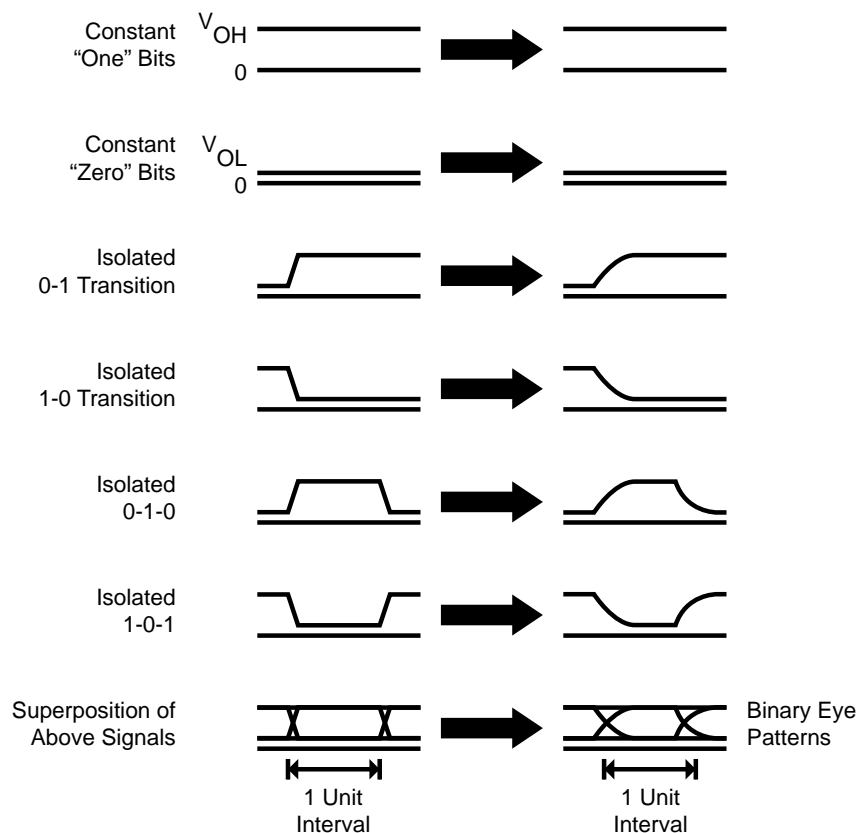 Constant
“One” Bits
VOH
0
Constant
“Zero” Bits
VOL
0
Isolated
0-1 Transition
Isolated
1-0 Transition
Isolated
0-1-0
Isolated
1-0-1
Superposition of
Above Signals
Binary Eye
Patterns
1 Unit
Interval
1 Unit
Interval